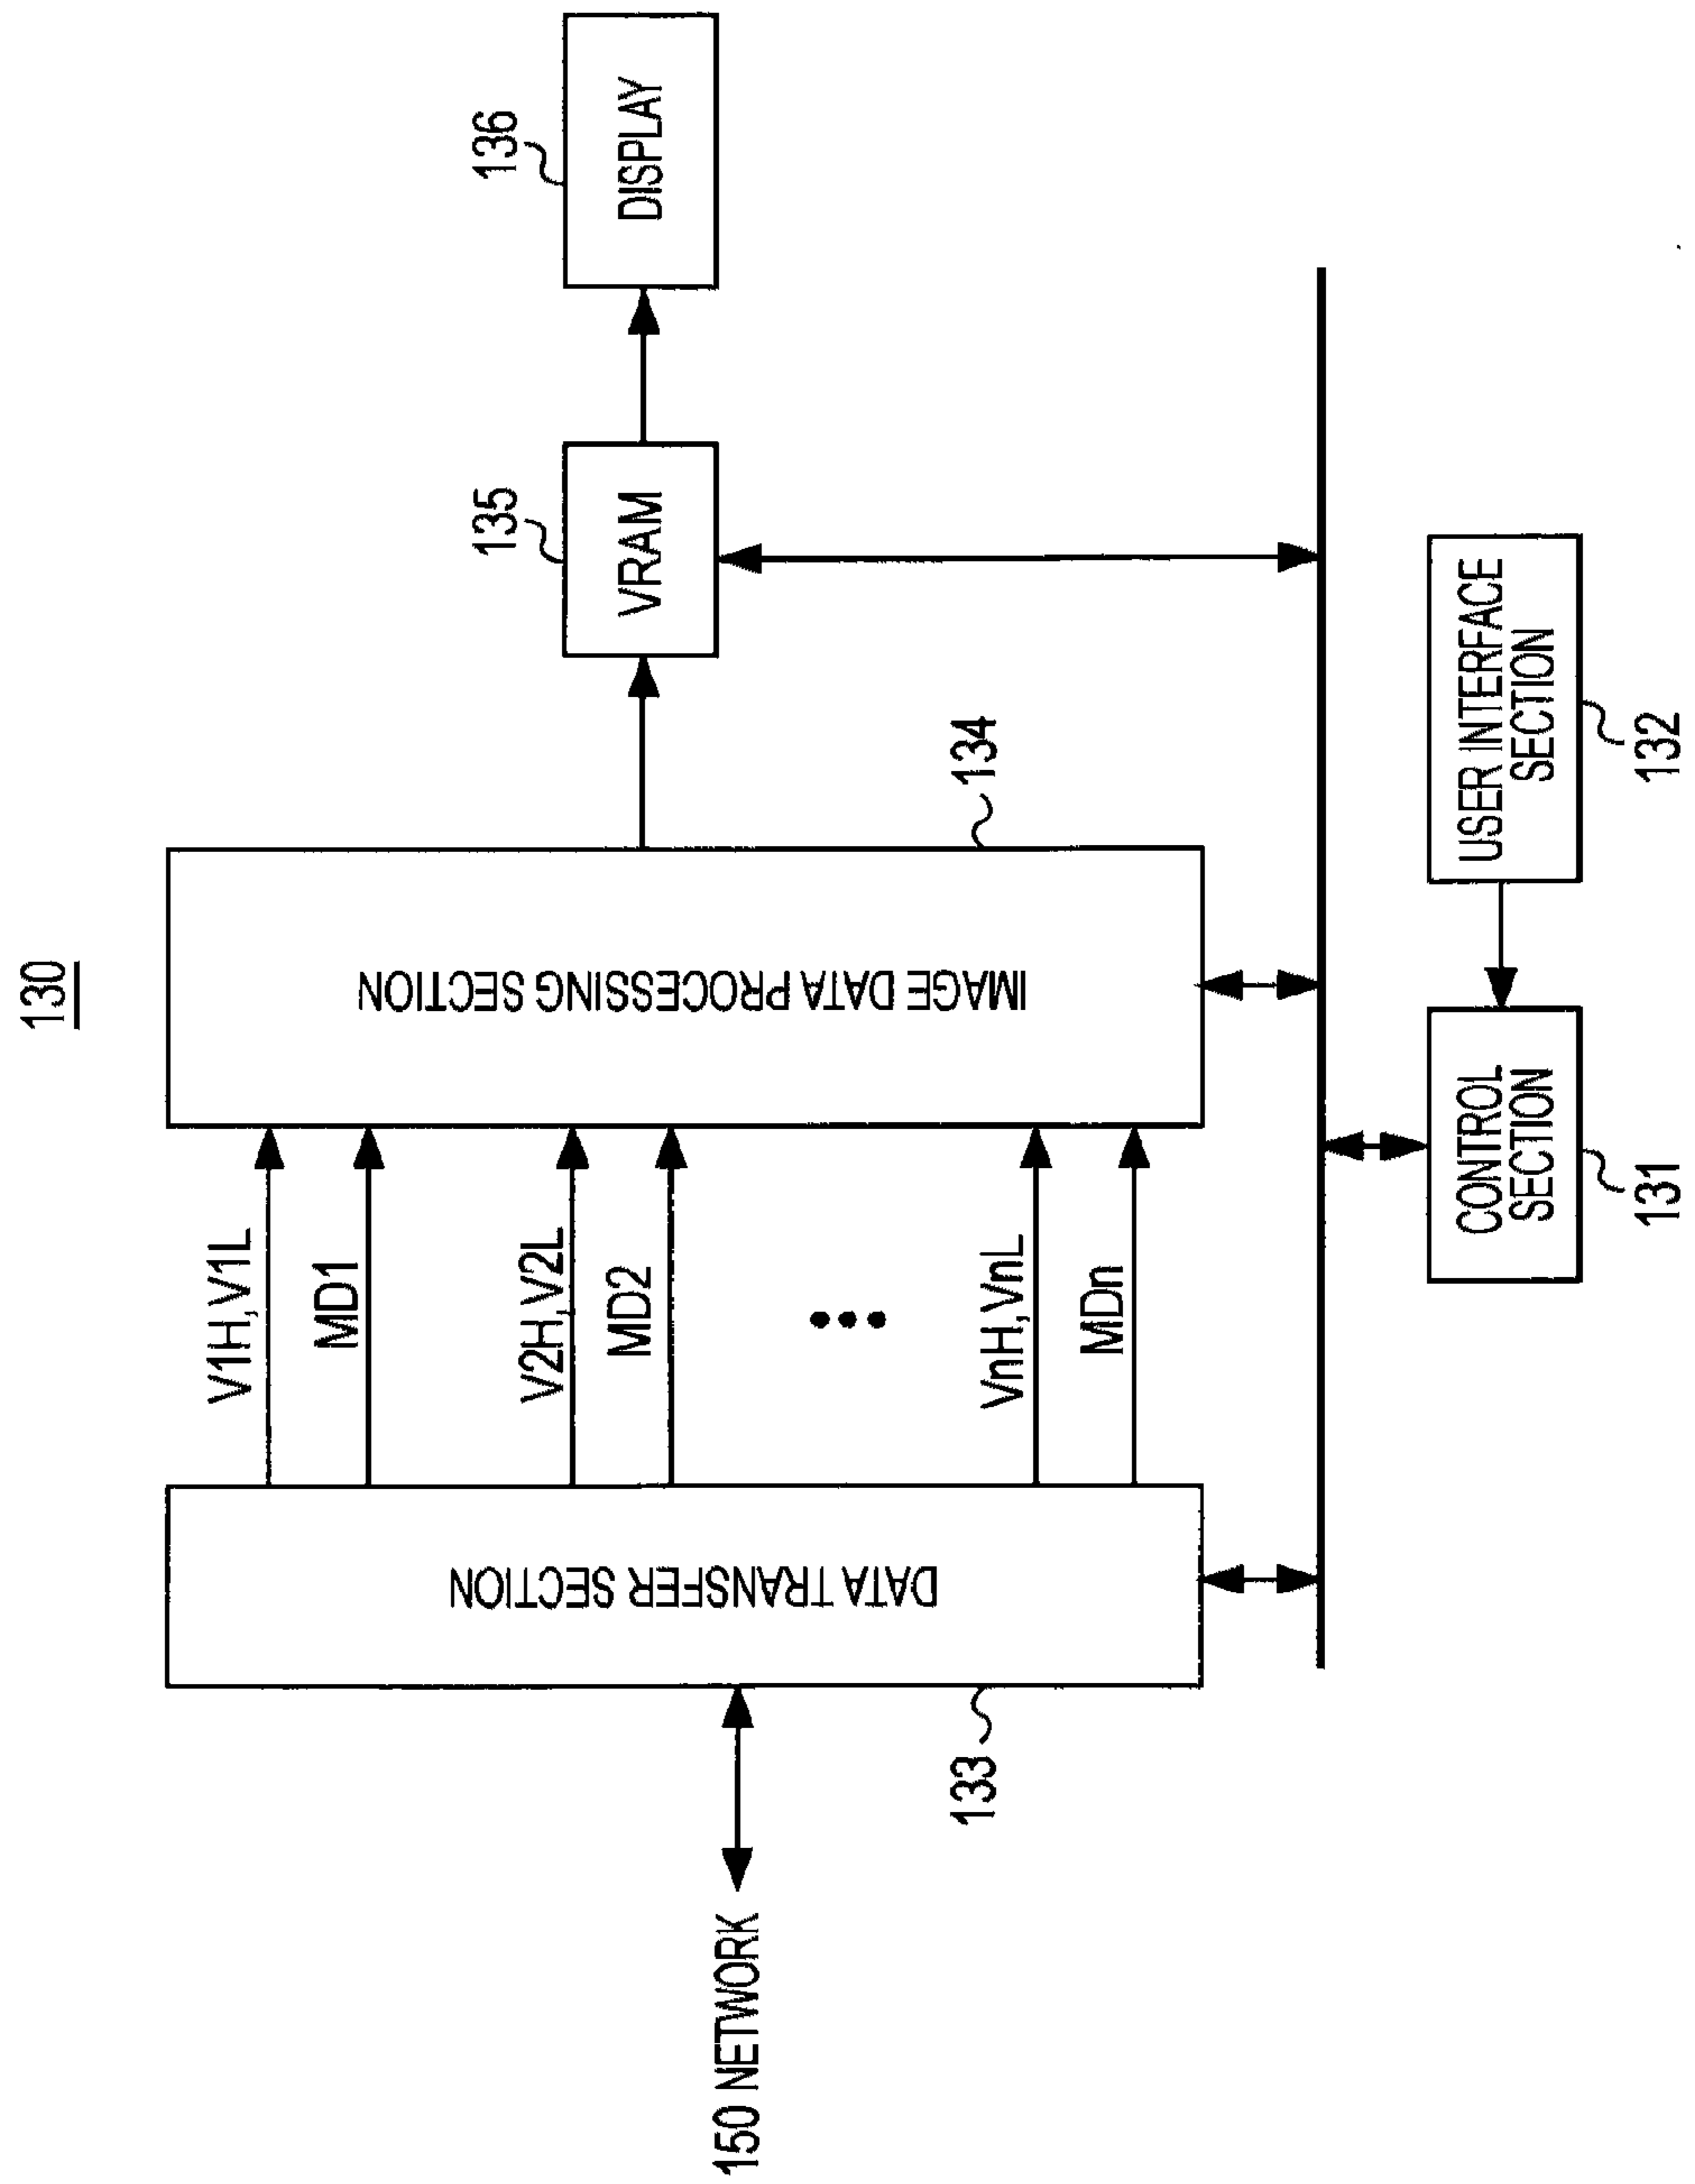 130
150 NETWORK
133
DATA TRANSFER SECTION
V1H,V1L
MD1
V2H,V2L
MD2
VnH,VnL
MDn
IMAGE DATA PROCESSING SECTION
134
135
VRAM
136
DISPLAY
CONTROL
SECTION
131
USER INTERFACE
SECTION
132